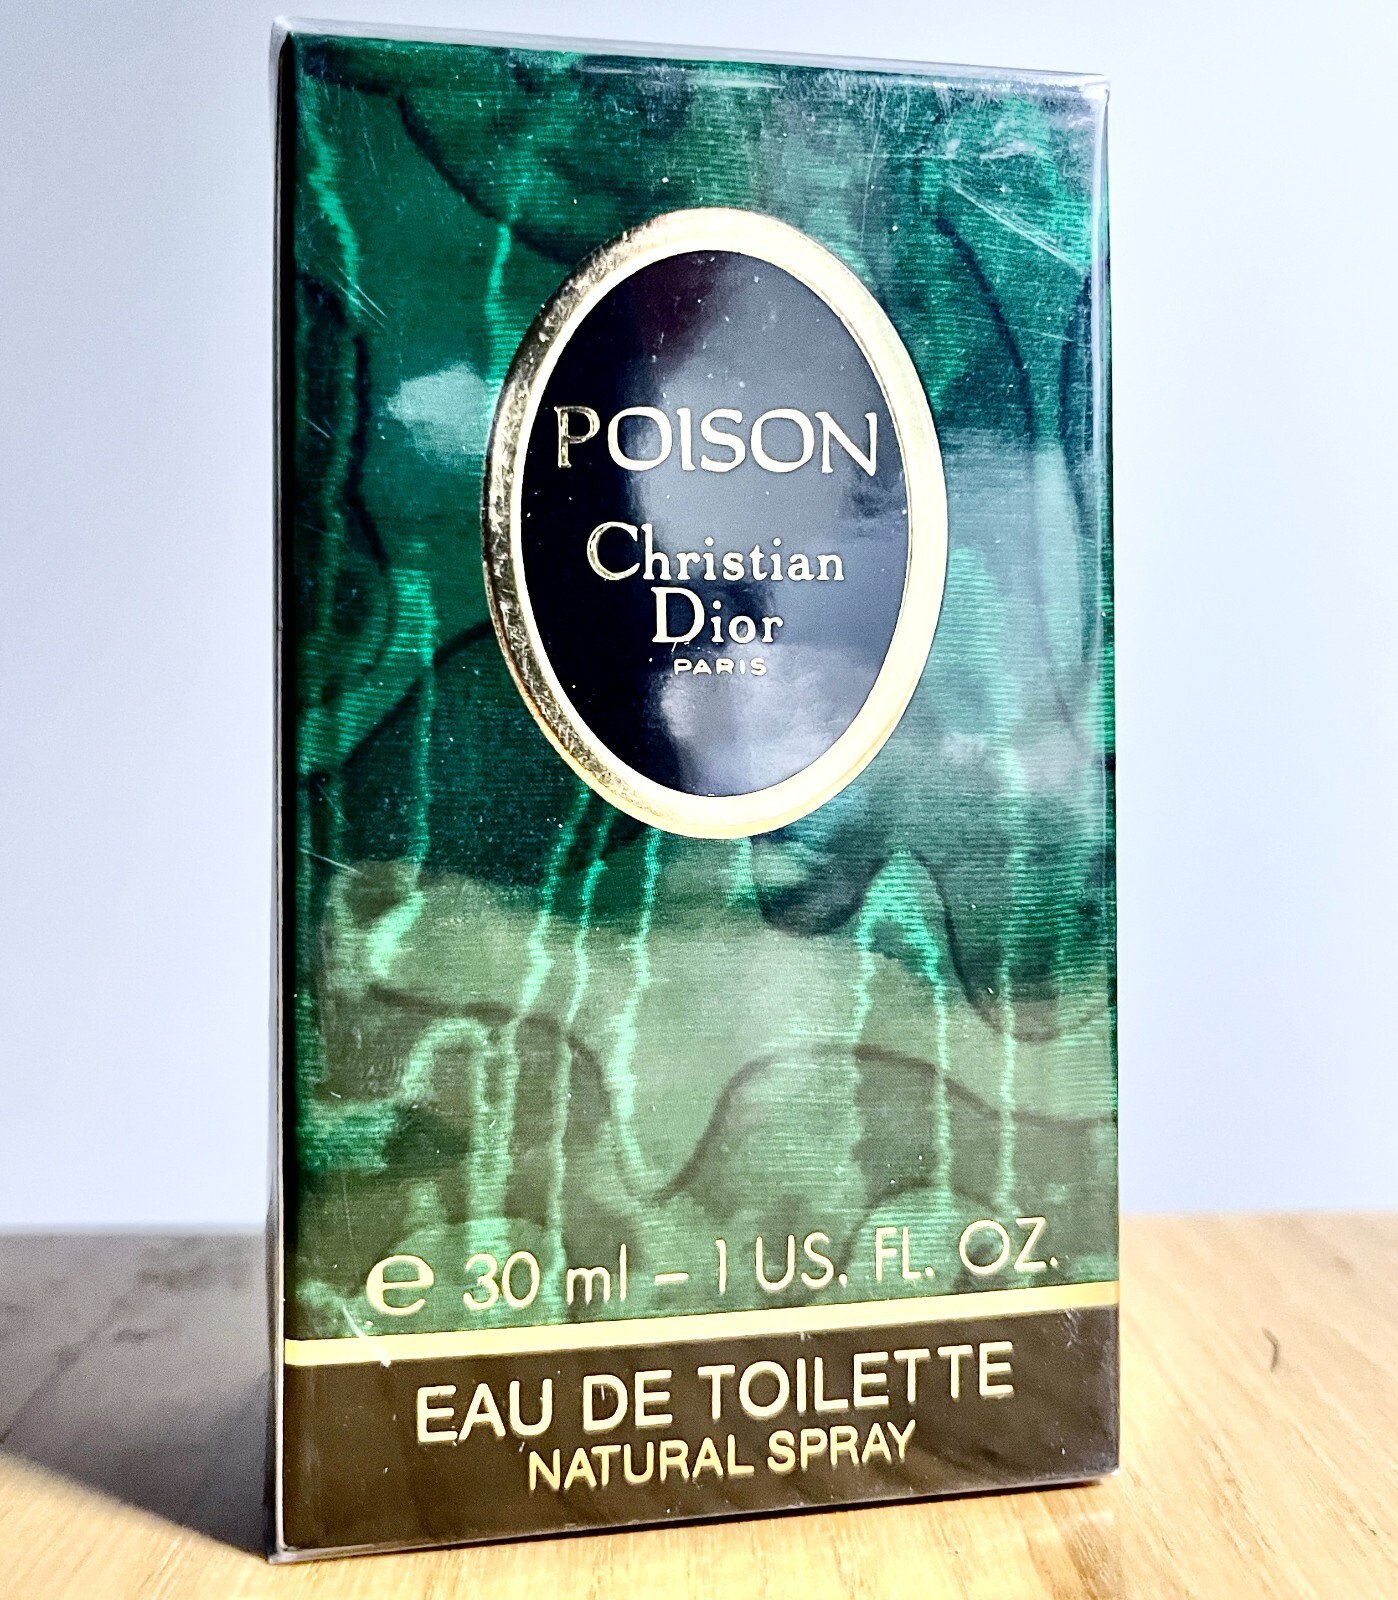 POISON
Christian
Dior
PARIS
e 30 ml - 1 US. FL. OZ.
EAU DE TOILETTE
NATURAL SPRAY